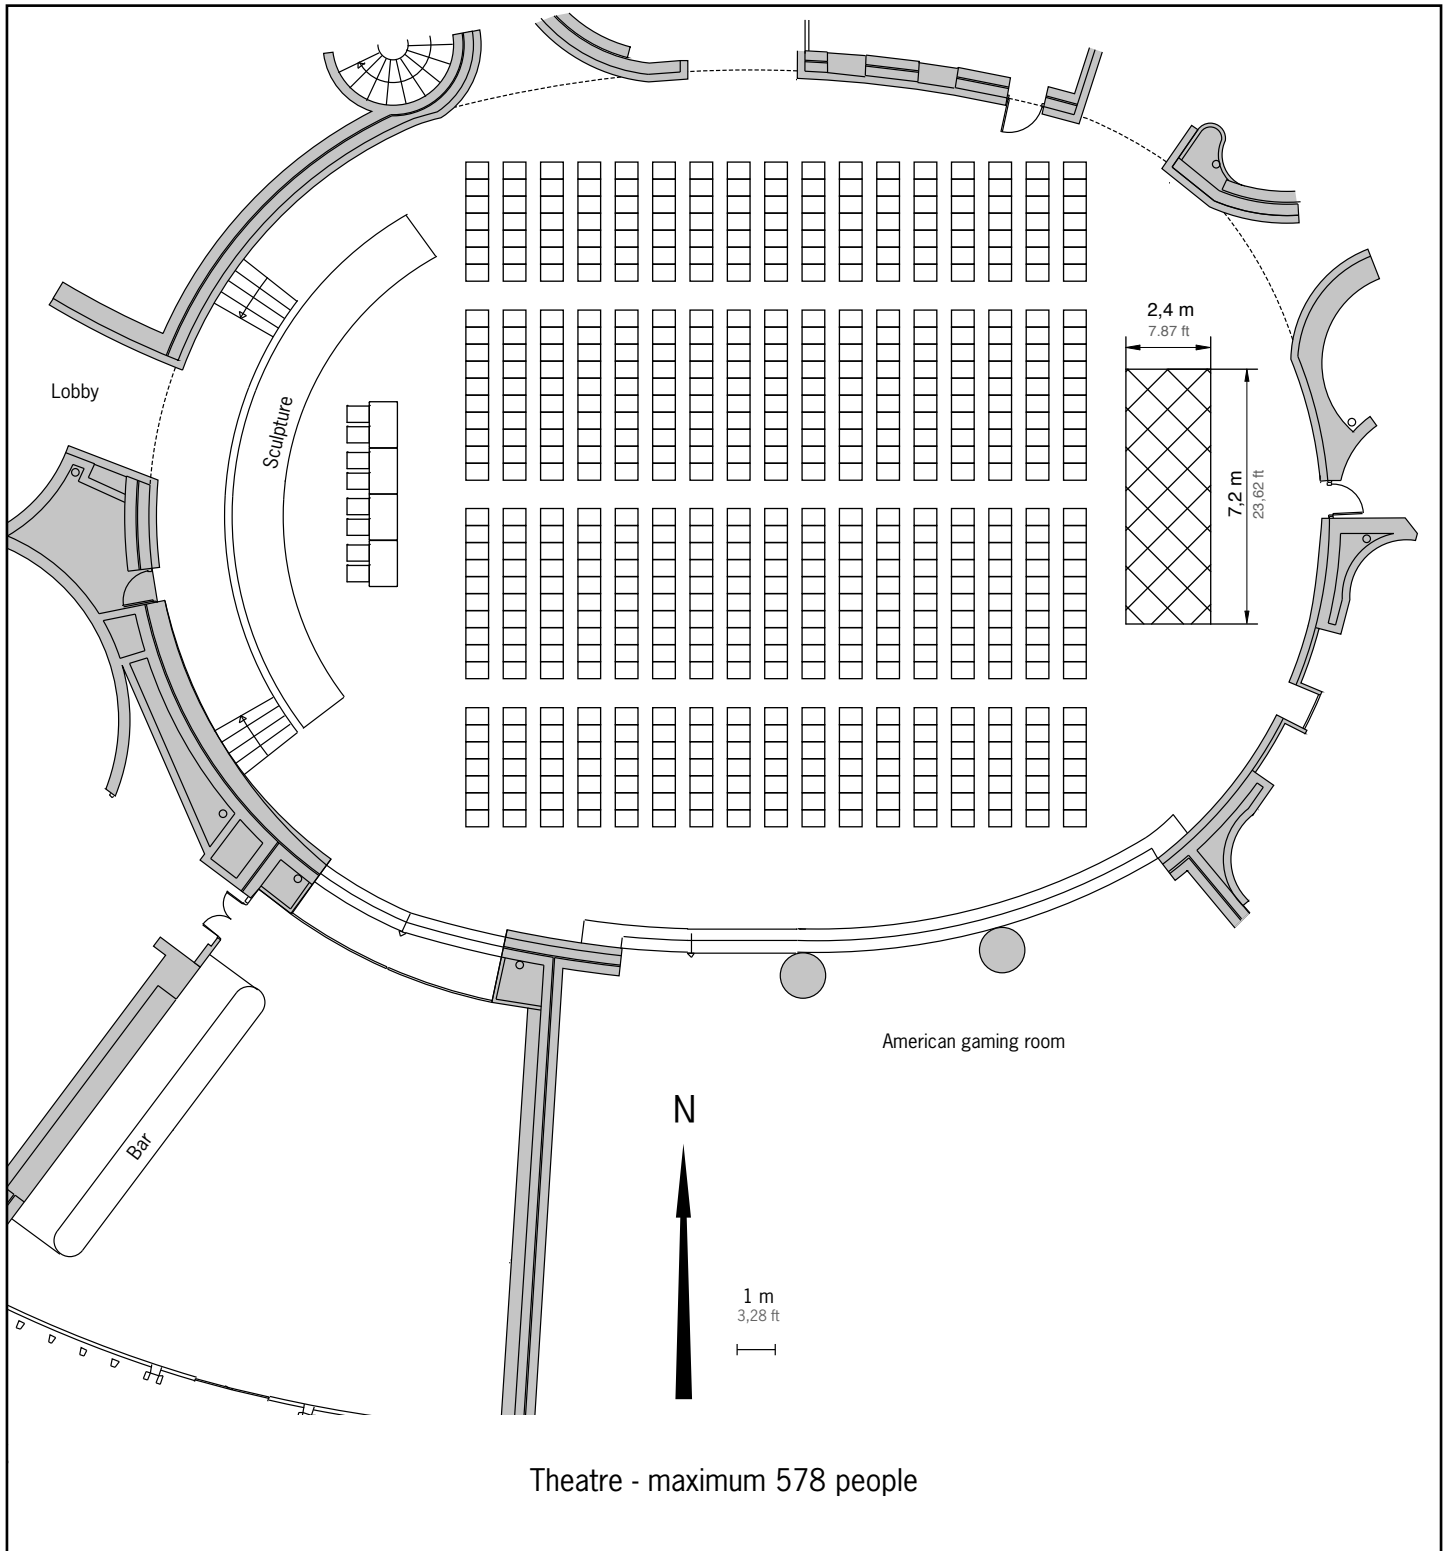 2,4 m
7.87 ft
Lobby
Sculpture
7,2 m
23,62 ft
American gaming room
N
Bar
1 m
3,28 ft
Theatre - maximum 578 people